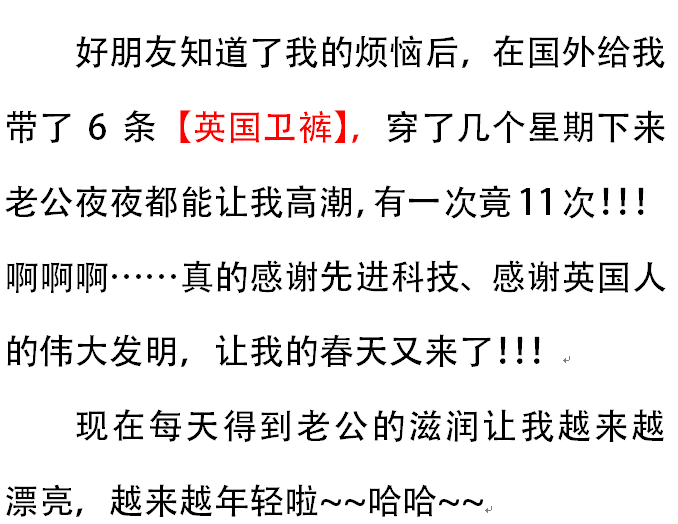 好朋友知道了我的烦恼后，在国外给我
带了 6 条【英国卫裤】，穿了几个星期下来
老公夜夜都能让我高潮,有一次竟11次!!!
啊啊啊……真的感谢先进科技、感谢英国人
的伟大发明，让我的春天又来了!!!
现在每天得到老公的滋润让我越来越
漂亮，越来越年轻啦~~哈哈~~